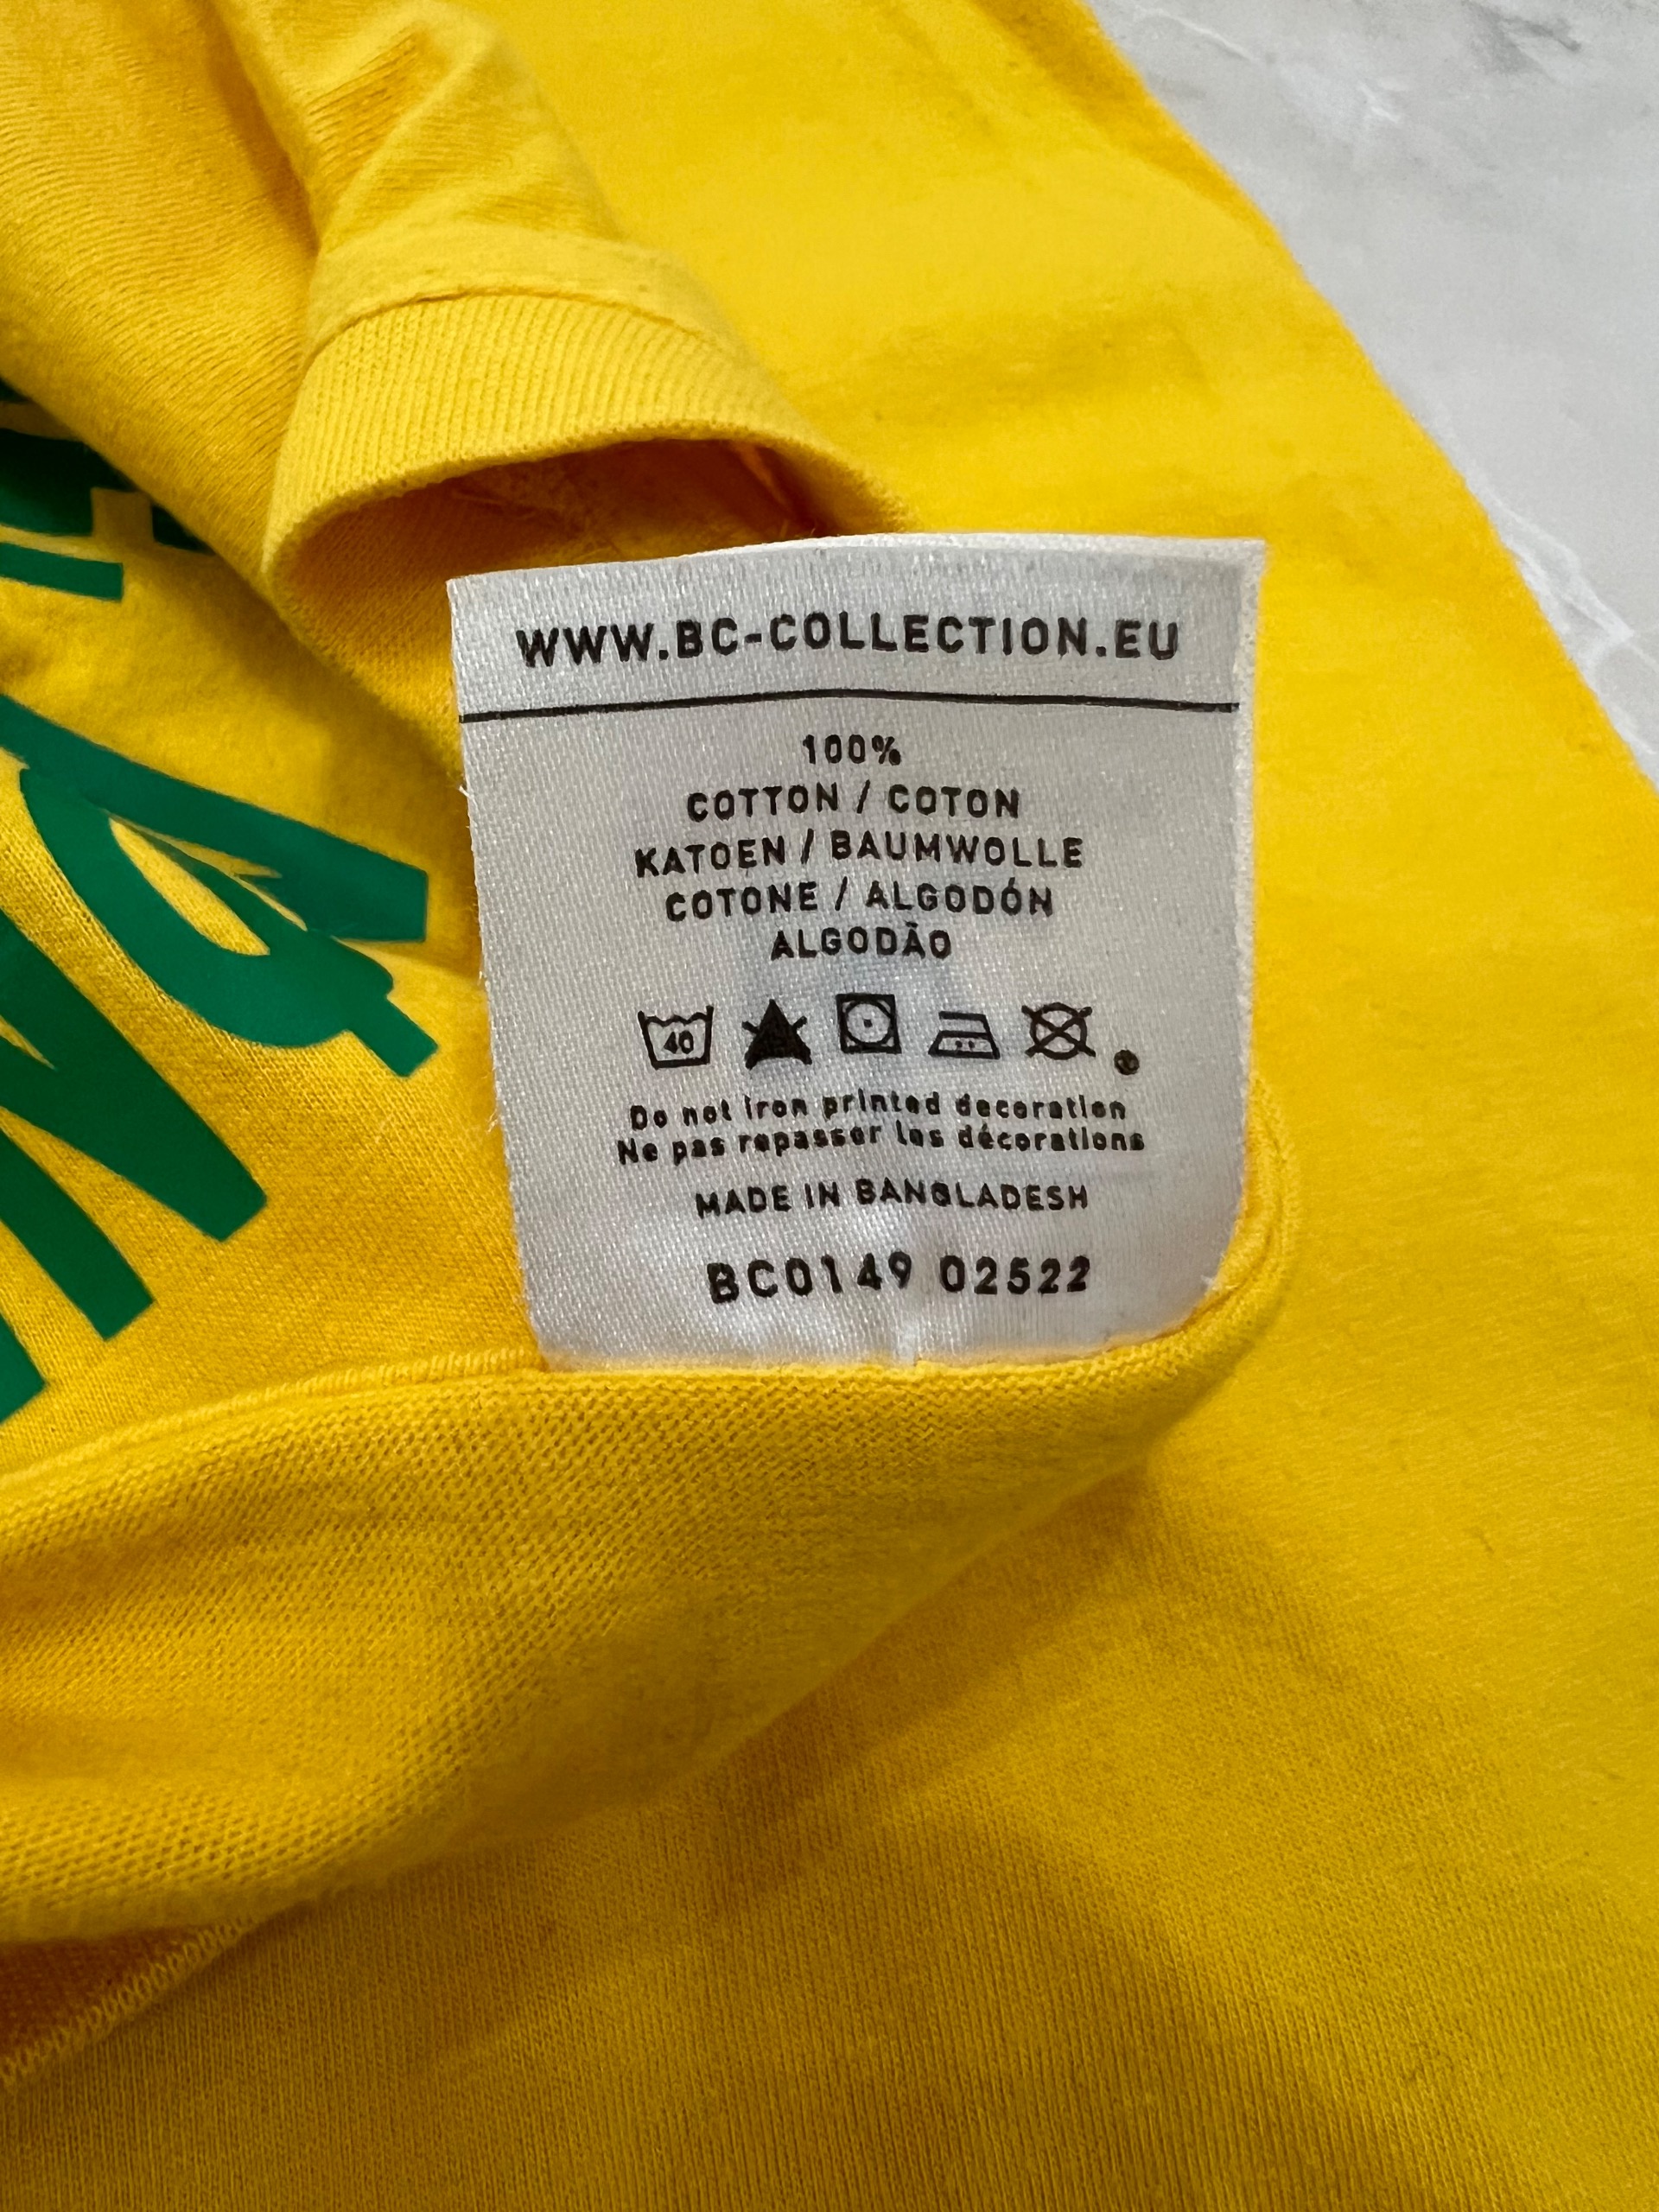 WWW.BC-COLLECTION.EU
100%
COTTON / COTON
KATOEN / BAUMWOLLE
COTONE / ALGODÓN
ALGODÃO
40
Do not iron printed decoration
Ne pas repasser les décorations
MADE IN BANGLADESH
BC0149 02522